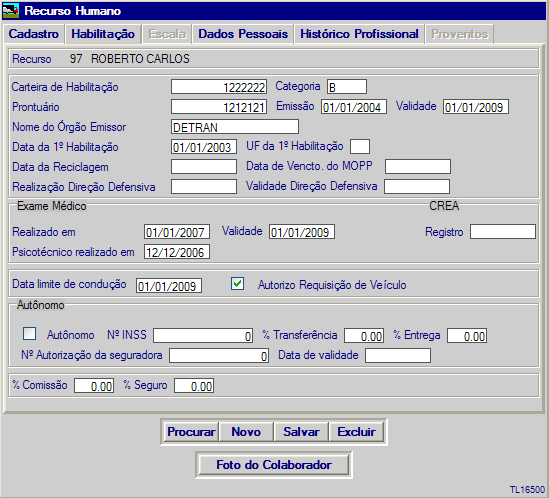 Recurso Humano
Cadastro Habilitação Escala Dados Pessoais Histórico Profissional Proventos
Recurso 97 ROBERTO CARLOS
Carteira de Habilitação 1222222 Categoria B
Prontuário 1212121 Emissão 01/01/2004 Validade 01/01/2009
Nome do Órgão Emissor DETRAN
Data da 1ª Habilitação 01/01/2003 UF da 1ª Habilitação
Data da Reciclagem Data de Vencto. do MOPP
Realização Direção Defensiva Validade Direção Defensiva
Exame Médico CREA
Realizado em 01/01/2007 Validade 01/01/2009 Registro
Psicotécnico realizado em 12/12/2006
Data limite de condução 01/01/2009 Autorizo Requisição de Veículo
Autônomo
Autônomo Nº INSS 0 % Transferência 0.00 % Entrega 0.00
Nº Autorização da seguradora 0 Data de validade
% Comissão 0.00 % Seguro 0.00
Procurar Novo Salvar Excluir
Foto do Colaborador
TL16500